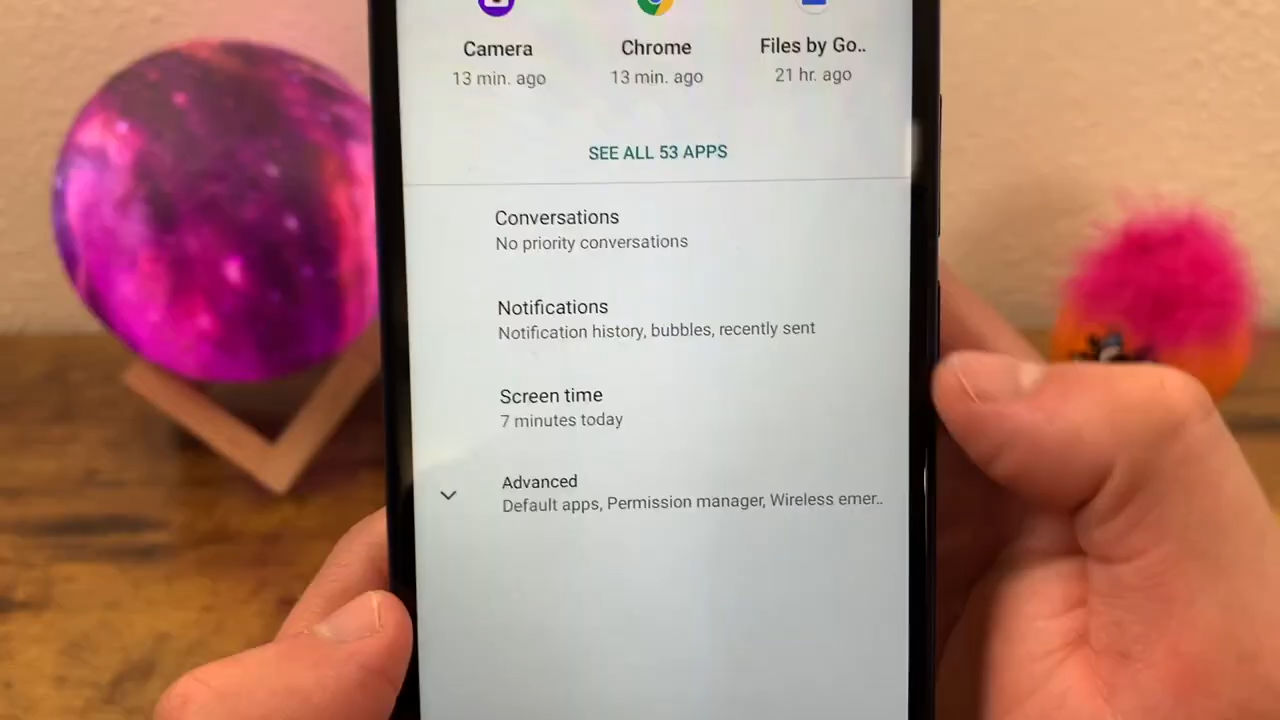 Camera Chrome Files by Go..
13 min. ago 13 min. ago 21 hr. ago
SEE ALL 53 APPS
Conversations
No priority conversations
Notifications
Notification history, bubbles, recently sent
Screen time
7 minutes today
Advanced
Default apps, Permission manager, Wireless emer..